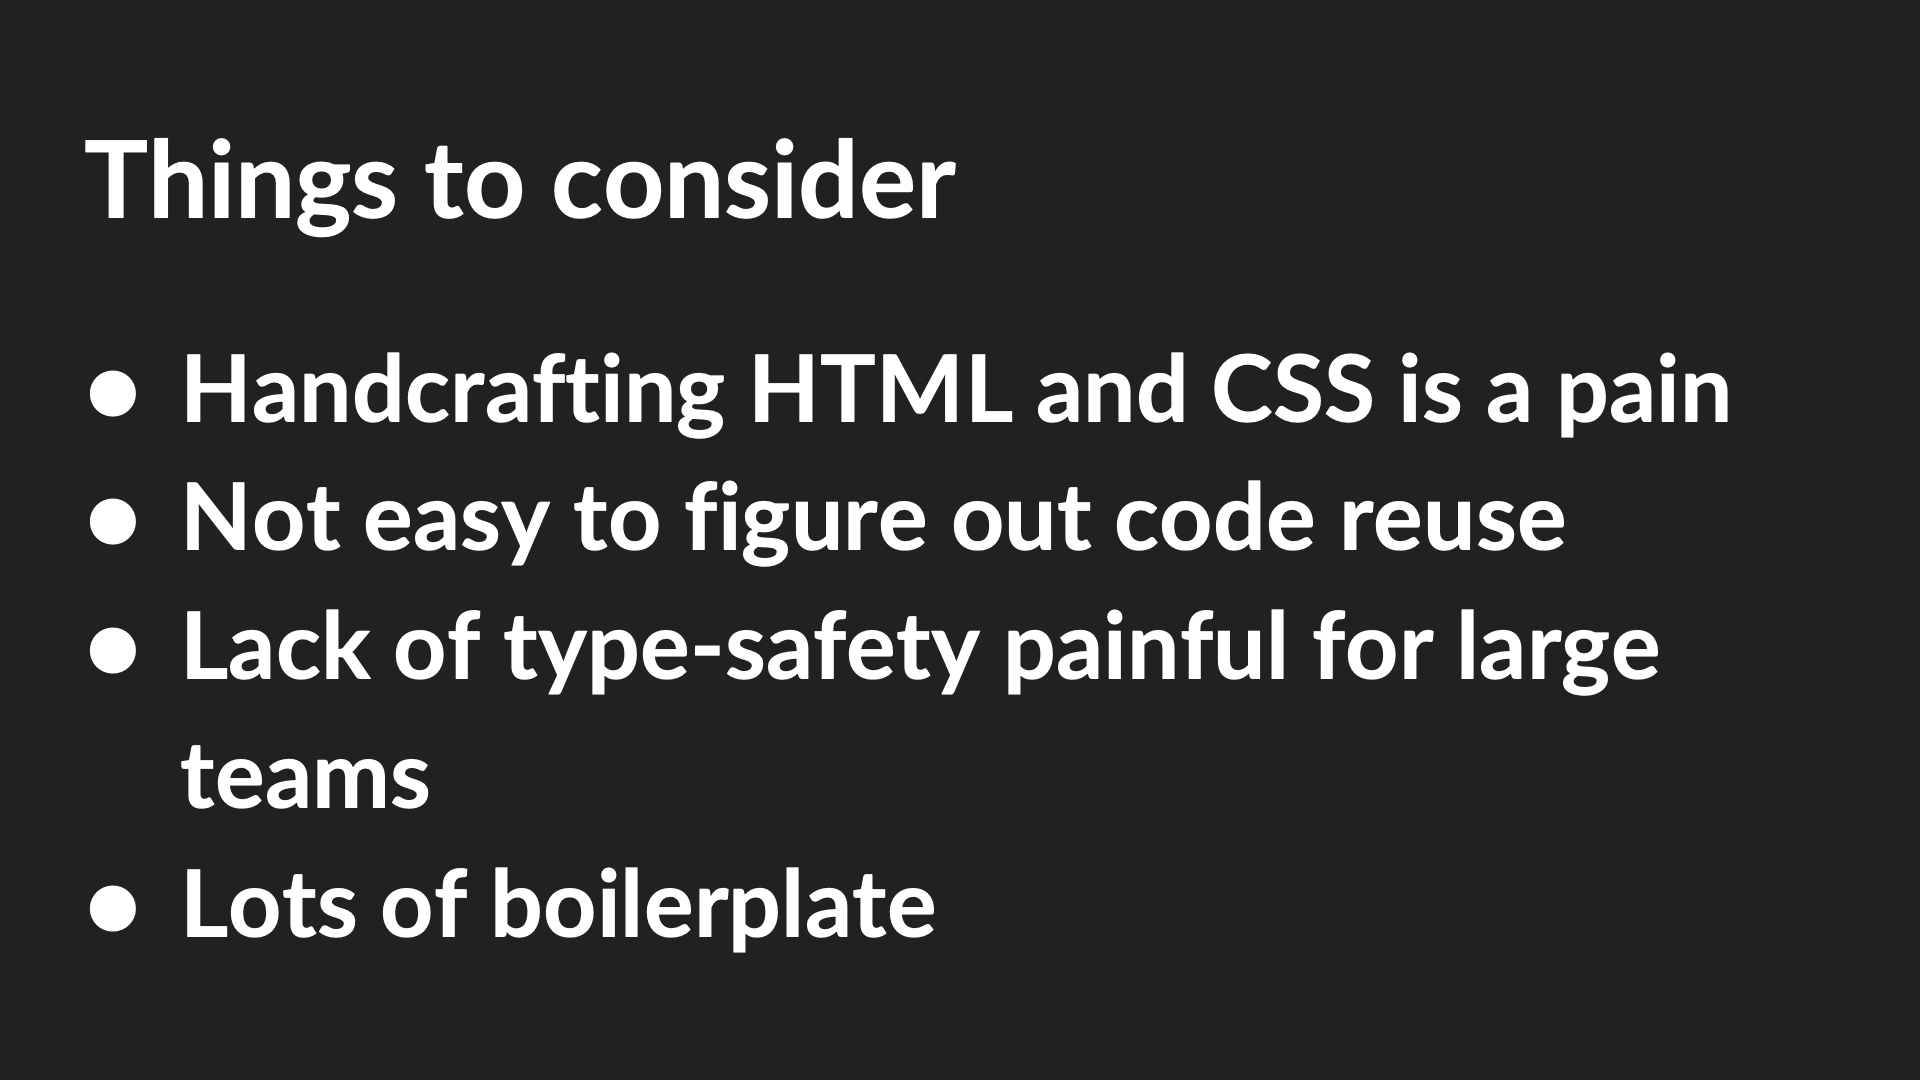 Things to consider
● Handcrafting HTML and CSS is a pain
● Not easy to figure out code reuse
● Lack of type-safety painful for large
teams
● Lots of boilerplate